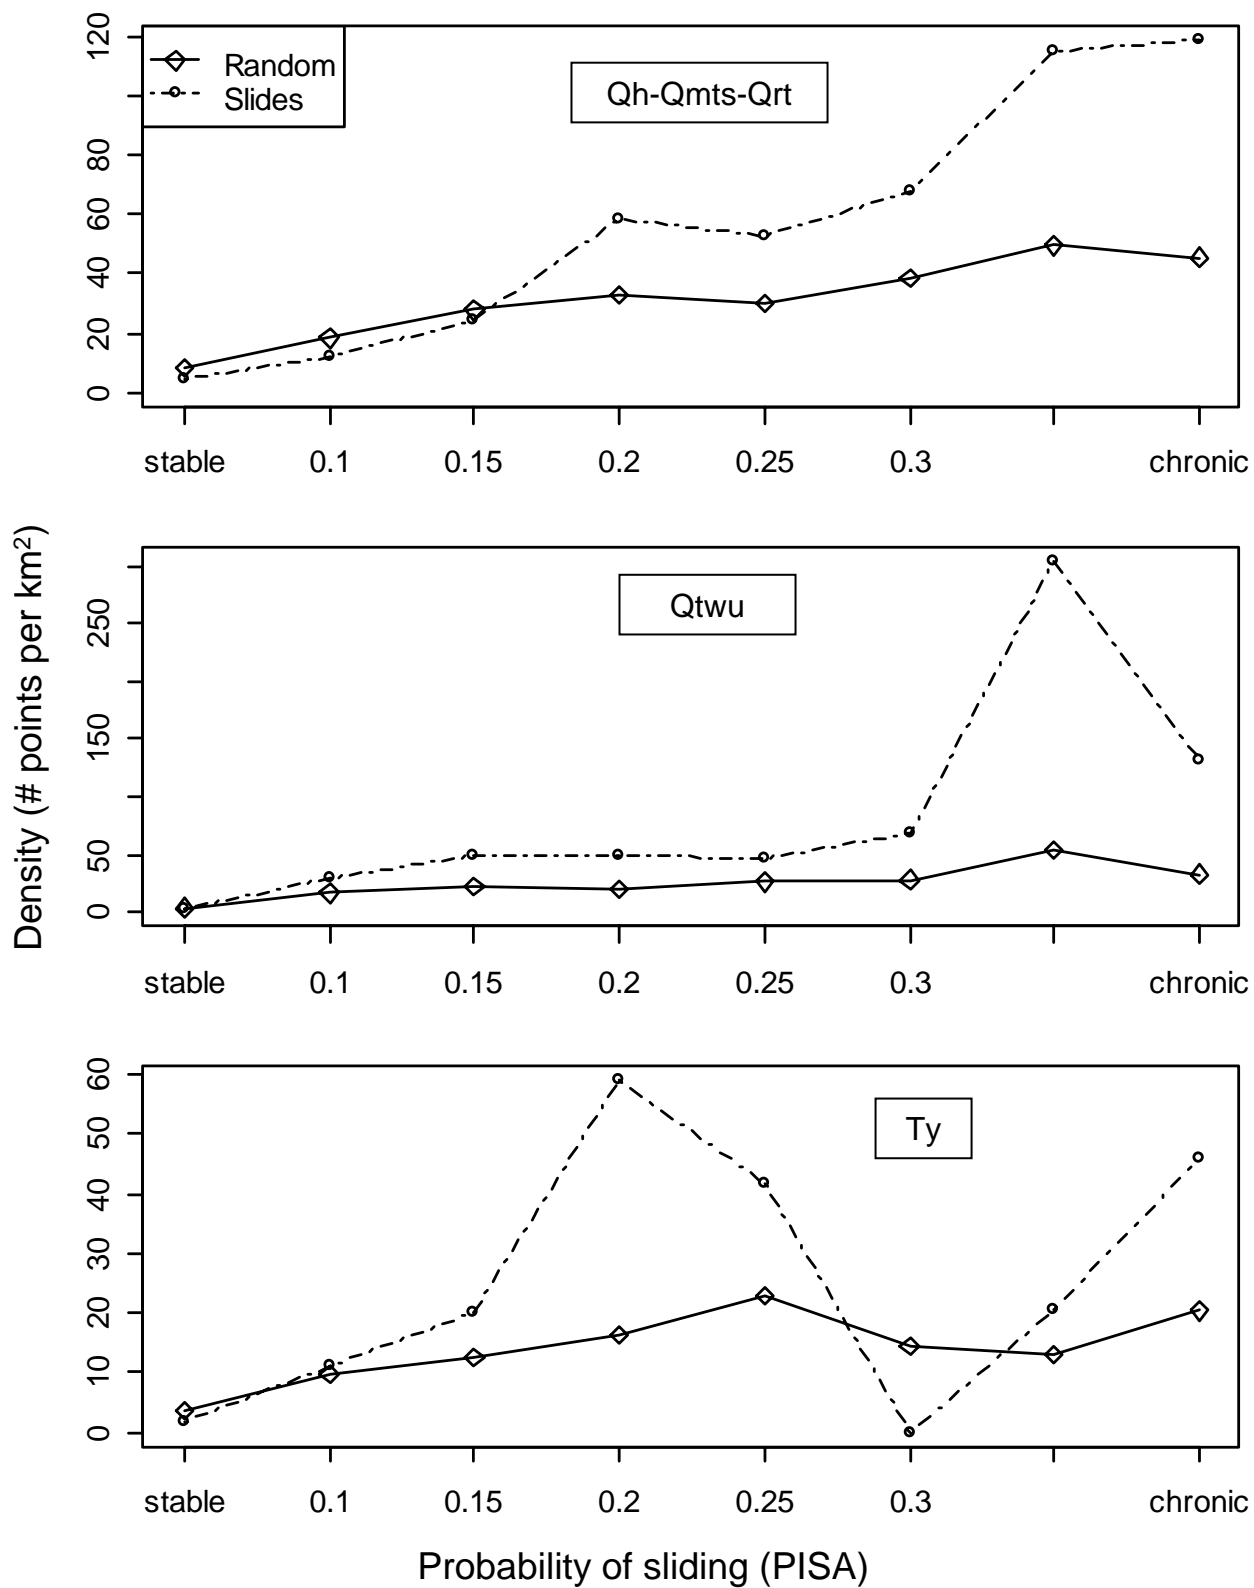 Random
Slides
Qh-Qmts-Qrt
120
80
60
40
20
0
stable 0.1 0.15 0.2 0.25 0.3 chronic
Density (# points per km²)
Qtwu
250
150
50
0
stable 0.1 0.15 0.2 0.25 0.3 chronic
Ty
60
50
40
30
20
10
0
stable 0.1 0.15 0.2 0.25 0.3 chronic
Probability of sliding (PISA)